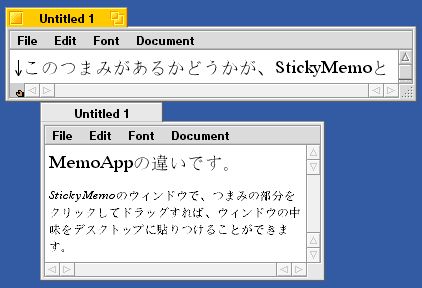 Untitled 1
File Edit Font Document
↓このつまみがあるかどうかが、StickyMemoと
Untitled 1
File Edit Font Document
MemoAppの違いです。
StickyMemoのウィンドウで、つまみの部分を
クリックしてドラッグすれば、ウィンドウの中
味をデスクトップに貼りつけることができま
す。